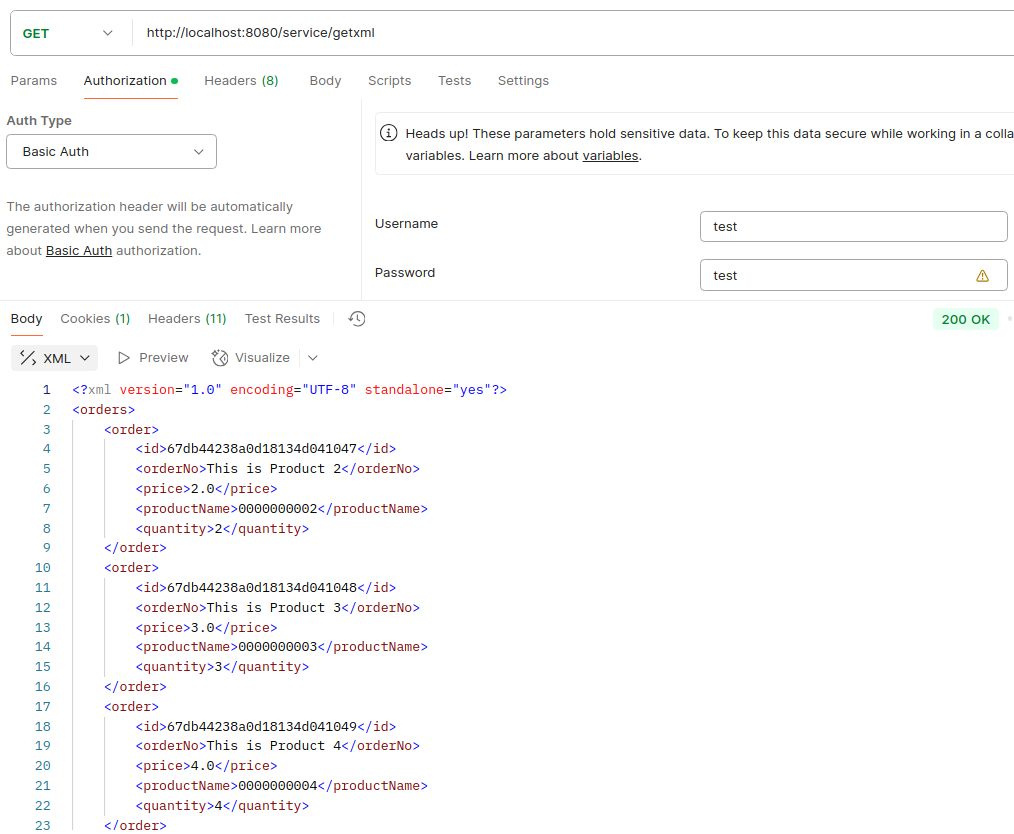 GET http://localhost:8080/service/getxml
Params Authorization Headers (8) Body Scripts Tests Settings
Auth Type
Basic Auth
The authorization header will be automatically
generated when you send the request. Learn more
about Basic Auth authorization.
Heads up! These parameters hold sensitive data. To keep this data secure while working in a colla
variables. Learn more about variables.
Username test
Password test
Body Cookies (1) Headers (11) Test Results 200 OK
XML Preview Visualize
1 <?xml version="1.0" encoding="UTF-8" standalone="yes"?>
2 <orders>
3 <order>
4 <id>67db44238a0d18134d041047</id>
5 <orderNo>This is Product 2</orderNo>
6 <price>2.0</price>
7 <productName>0000000002</productName>
8 <quantity>2</quantity>
9 </order>
10 <order>
11 <id>67db44238a0d18134d041048</id>
12 <orderNo>This is Product 3</orderNo>
13 <price>3.0</price>
14 <productName>0000000003</productName>
15 <quantity>3</quantity>
16 </order>
17 <order>
18 <id>67db44238a0d18134d041049</id>
19 <orderNo>This is Product 4</orderNo>
20 <price>4.0</price>
21 <productName>0000000004</productName>
22 <quantity>4</quantity>
23 </order>